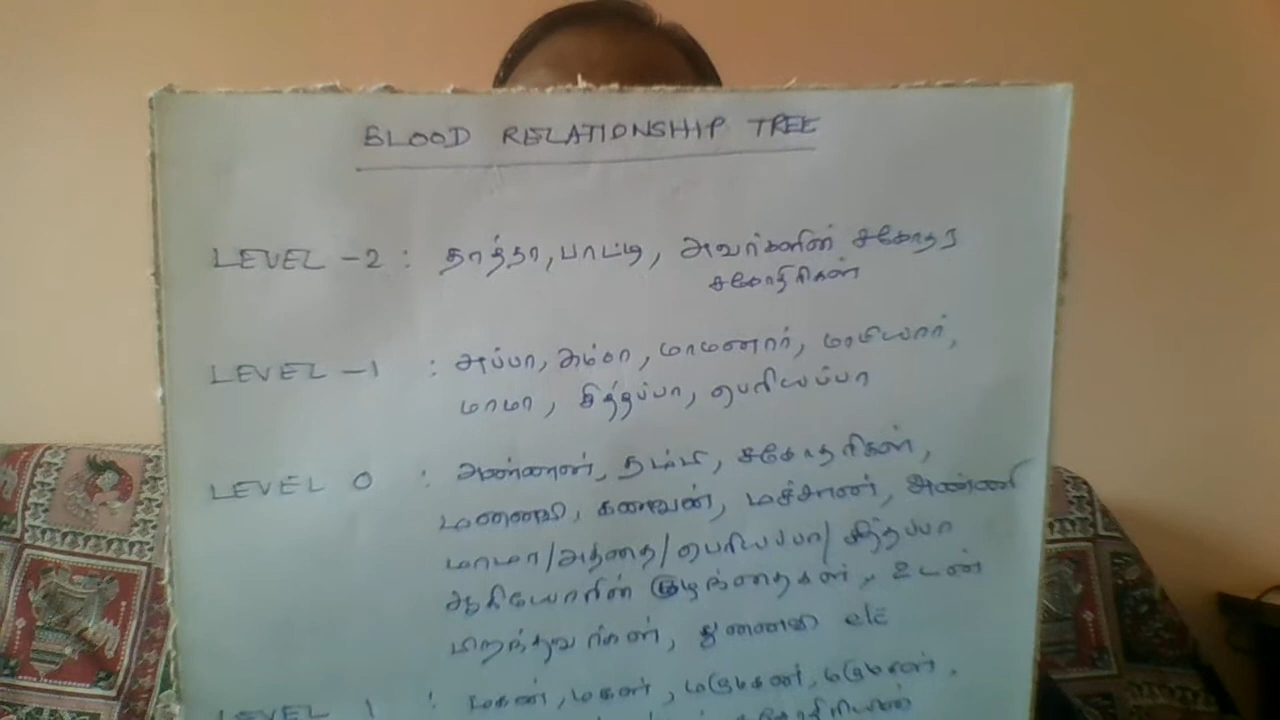 BLOOD RELATIONSHIP TREE
LEVEL -2 : தாத்தா, பாட்டி, அவர்களின் சகோதர
சகோதிரிகள்
LEVEL -1 : அப்பா, அம்மா, மாமனார், மாமியார்,
மாமா, சித்தப்பா, பெரியப்பா
LEVEL 0 : அண்ணன், தம்பி, சகோதரிகள்,
மனைவி, கணவன், மச்சான், அண்ணி
மாமா/அத்தை/பெரியப்பா/சித்தப்பா
ஆகியோரின் குழந்தைகள், உடன்
பிறந்தவர்கள், etc
LEVEL 1 : மகன், மகள், மருமகன், மருமகள்,